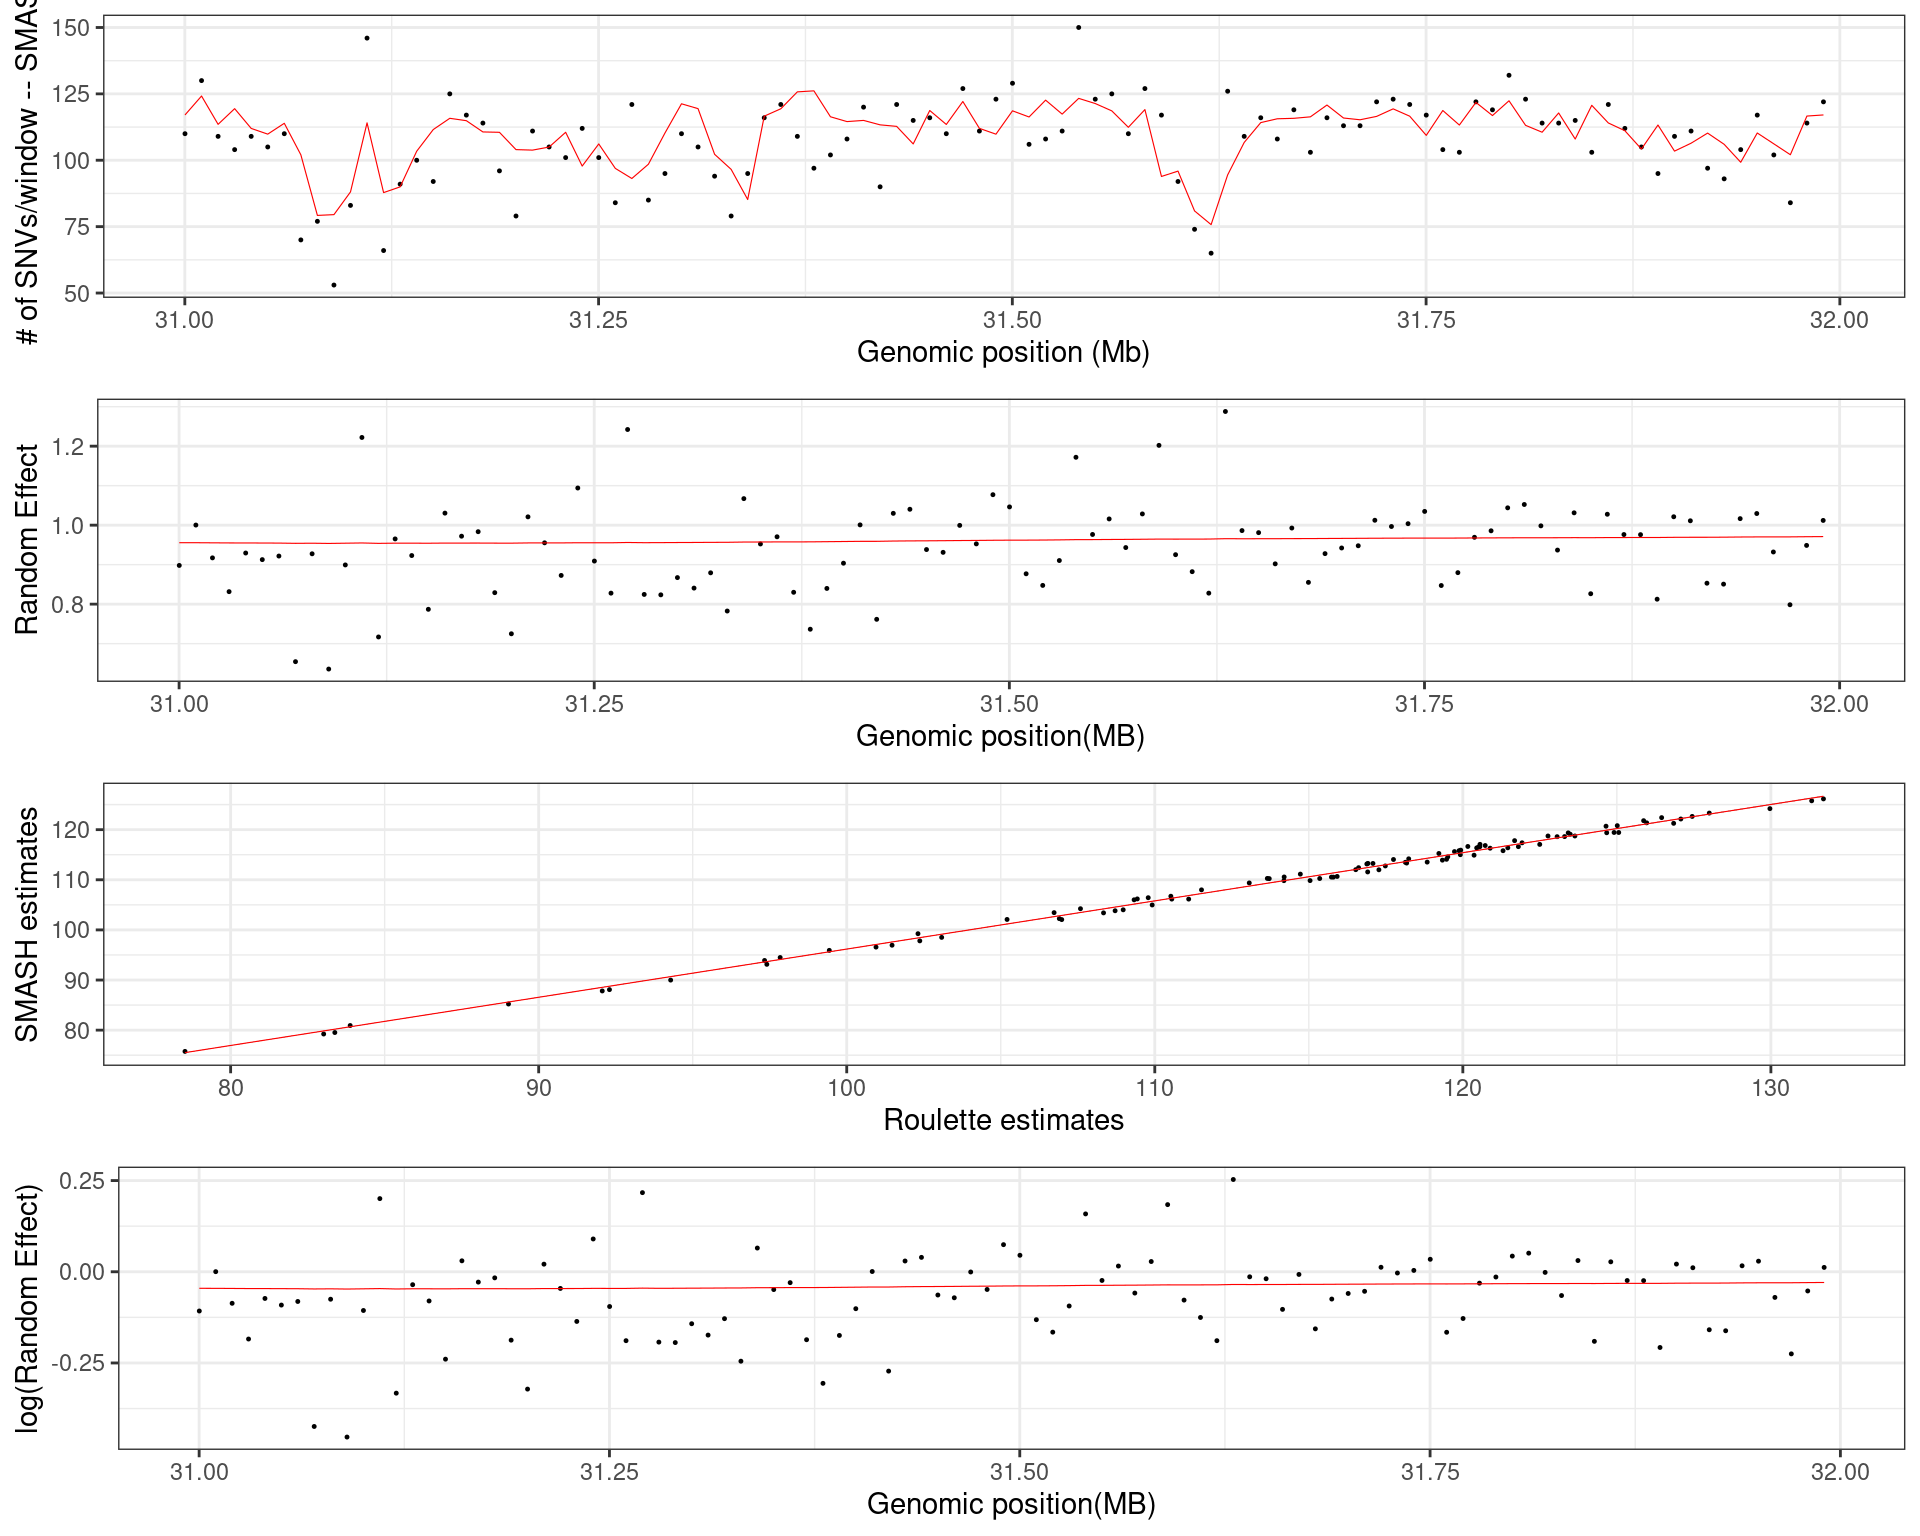 # of SNVs/window -- SMAS
150
125
100
75
50
31.00 31.25 31.50 31.75 32.00
Genomic position (Mb)
Random Effect
1.2
1.0
0.8
31.00 31.25 31.50 31.75 32.00
Genomic position(MB)
SMASH estimates
120
110
100
90
80
80 90 100 110 120 130
Roulette estimates
log(Random Effect)
0.25
0.00
-0.25
31.00 31.25 31.50 31.75 32.00
Genomic position(MB)